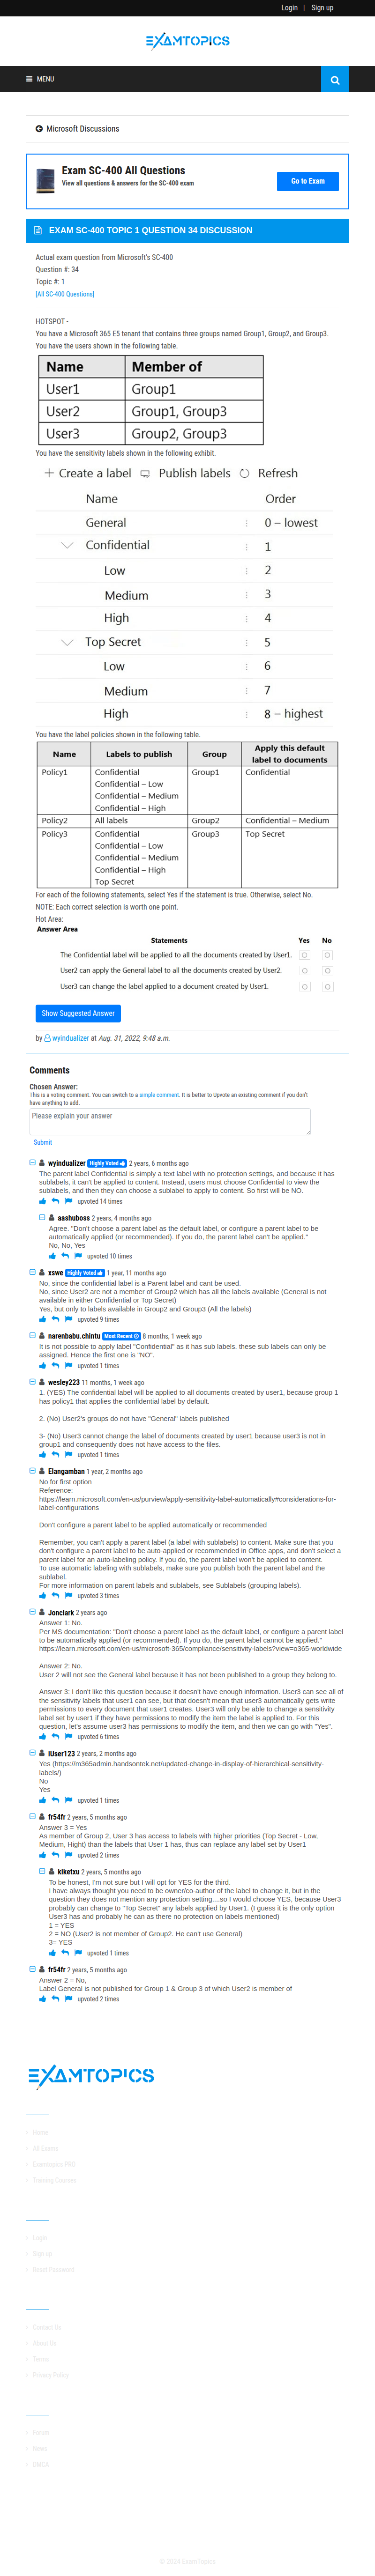 Login | Sign up
EXAMTOPICS
MENU
Microsoft Discussions
Exam SC-400 All Questions
View all questions & answers for the SC-400 exam
Go to Exam
EXAM SC-400 TOPIC 1 QUESTION 34 DISCUSSION
Actual exam question from Microsoft's SC-400
Question #: 34
Topic #: 1
[All SC-400 Questions]
HOTSPOT -
You have a Microsoft 365 E5 tenant that contains three groups named Group1, Group2, and Group3.
You have the users shown in the following table.
Name Member of
User1 Group1
User2 Group1, Group3
User3 Group2, Group3
You have the sensitivity labels shown in the following exhibit.
+ Create a label Publish labels Refresh
Name Order
General 0 – lowest
Confidential 1
Low 2
Medium 3
High 4
Top Secret 5
Low 6
Medium 7
High 8 – highest
You have the label policies shown in the following table.
Name Labels to publish Group Apply this default label to documents
Policy1 Confidential Group1 Confidential
Confidential – Low
Confidential – Medium
Confidential – High
Policy2 All labels Group2 Confidential – Medium
Policy3 Confidential Group3 Top Secret
Confidential – Low
Confidential – Medium
Confidential – High
Top Secret
For each of the following statements, select Yes if the statement is true. Otherwise, select No.
NOTE: Each correct selection is worth one point.
Hot Area:
Answer Area
Statements Yes No
The Confidential label will be applied to all the documents created by User1.
User2 can apply the General label to all the documents created by User2.
User3 can change the label applied to a document created by User1.
Show Suggested Answer
by wyindualizer at Aug. 31, 2022, 9:48 a.m.
Comments
Chosen Answer:
This is a voting comment. You can switch to a simple comment. It is better to Upvote an existing comment if you don't
have anything to add.
Please explain your answer
Submit
wyindualizer Highly Voted 2 years, 6 months ago
The parent label Confidential is simply a text label with no protection settings, and because it has
sublabels, it can't be applied to content. Instead, users must choose Confidential to view the
sublabels, and then they can choose a sublabel to apply to content. So first will be NO.
upvoted 14 times
aashuboss 2 years, 4 months ago
Agree. "Don't choose a parent label as the default label, or configure a parent label to be
automatically applied (or recommended). If you do, the parent label can't be applied."
No, No, Yes
upvoted 10 times
xswe Highly Voted 1 year, 11 months ago
No, since the confidential label is a Parent label and cant be used.
No, since User2 are not a member of Group2 which has all the labels available (General is not
available in either Confidential or Top Secret)
Yes, but only to labels available in Group2 and Group3 (All the labels)
upvoted 9 times
narenbabu.chintu Most Recent 8 months, 1 week ago
It is not possible to apply label "Confidential" as it has sub labels. these sub labels can only be
assigned. Hence the first one is "NO".
upvoted 1 times
wesley223 11 months, 1 week ago
1. (YES) The confidential label will be applied to all documents created by user1, because group 1
has policy1 that applies the confidential label by default.
2. (No) User2's groups do not have "General" labels published
3- (No) User3 cannot change the label of documents created by user1 because user3 is not in
group1 and consequently does not have access to the files.
upvoted 1 times
Elangamban 1 year, 2 months ago
No for first option
Reference:
https://learn.microsoft.com/en-us/purview/apply-sensitivity-label-automatically#considerations-for-
label-configurations
Don't configure a parent label to be applied automatically or recommended
Remember, you can't apply a parent label (a label with sublabels) to content. Make sure that you
don't configure a parent label to be auto-applied or recommended in Office apps, and don't select a
parent label for an auto-labeling policy. If you do, the parent label won't be applied to content.
To use automatic labeling with sublabels, make sure you publish both the parent label and the
sublabel.
For more information on parent labels and sublabels, see Sublabels (grouping labels).
upvoted 3 times
Jonclark 2 years ago
Answer 1: No.
Per MS documentation: "Don't choose a parent label as the default label, or configure a parent label
to be automatically applied (or recommended). If you do, the parent label cannot be applied."
https://learn.microsoft.com/en-us/microsoft-365/compliance/sensitivity-labels?view=o365-worldwide
Answer 2: No.
User 2 will not see the General label because it has not been published to a group they belong to.
Answer 3: I don't like this question because it doesn't have enough information. User3 can see all of
the sensitivity labels that user1 can see, but that doesn't mean that user3 automatically gets write
permissions to every document that user1 creates. User3 will only be able to change a sensitivity
label set by user1 if they have permissions to modify the item the label is applied to. For this
question, let's assume user3 has permissions to modify the item, and then we can go with "Yes".
upvoted 6 times
iUser123 2 years, 2 months ago
Yes (https://m365admin.handsontek.net/updated-change-in-display-of-hierarchical-sensitivity-
labels/)
No
Yes
upvoted 1 times
fr54fr 2 years, 5 months ago
Answer 3 = Yes
As member of Group 2, User 3 has access to labels with higher priorities (Top Secret - Low,
Medium, Hight) than the labels that User 1 has, thus can replace any label set by User1
upvoted 2 times
kiketxu 2 years, 5 months ago
To be honest, I'm not sure but I will opt for YES for the third.
I have always thought you need to be owner/co-author of the label to change it, but in the
question they does not mention any protection setting....so I would choose YES, because User3
probably can change to "Top Secret" any labels applied by User1. (I guess it is the only option
User3 has and probably he can as there no protection on labels mentioned)
1 = YES
2 = NO (User2 is not member of Group2. He can't use General)
3= YES
upvoted 1 times
fr54fr 2 years, 5 months ago
Answer 2 = No,
Label General is not published for Group 1 & Group 3 of which User2 is member of
upvoted 2 times
EXAMTOPICS
Home
All Exams
Examtopics PRO
Training Courses
Login
Sign up
Reset Password
Contact Us
About Us
Terms
Privacy Policy
Forum
News
DMCA
© 2024 ExamTopics